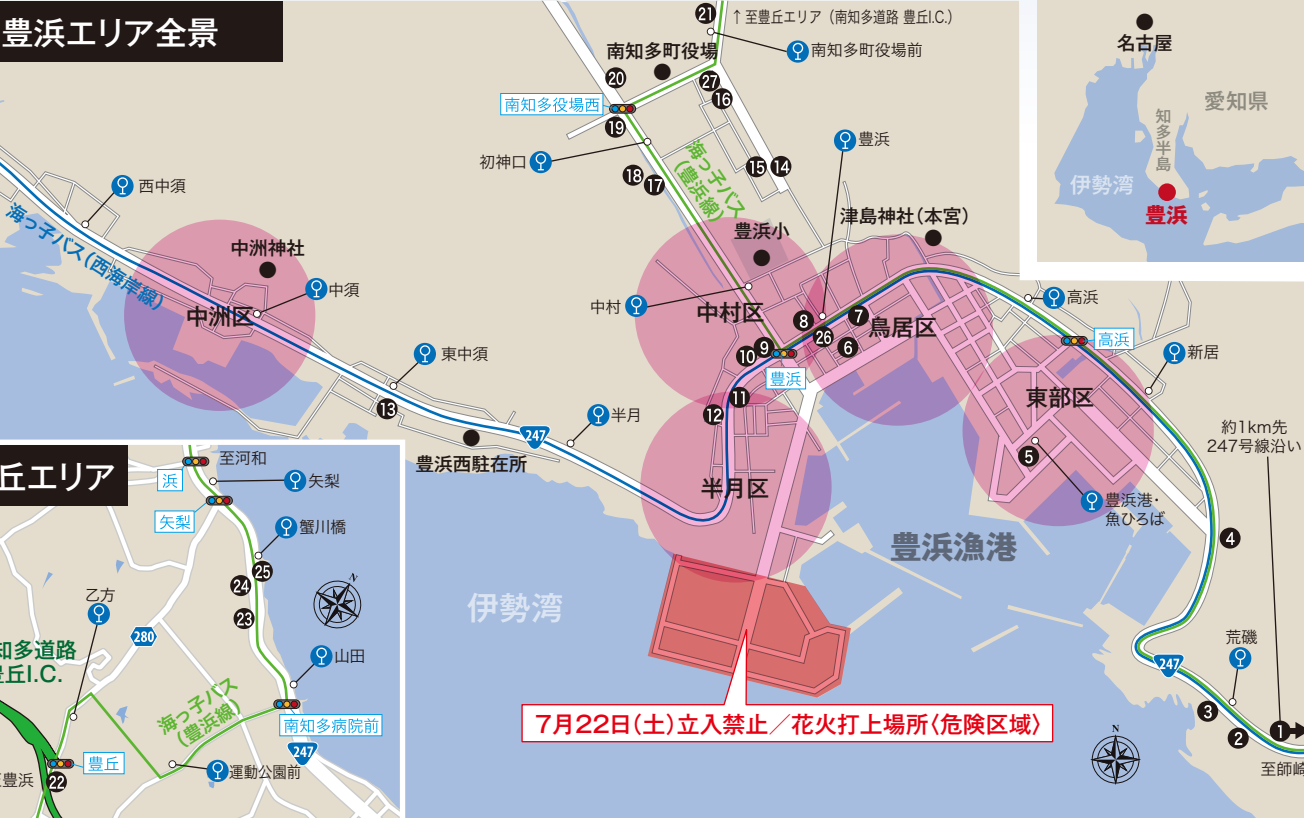 豊浜エリア全景
21
↑至豊丘エリア（南知多道路 豊丘I.C.）
南知多町役場前
南知多町役場
20
27
16
南知多役場西
19
初神口
18
17
海っ子バス
（豊浜線）
15
14
豊浜
名古屋
愛知県
知多半島
伊勢湾
豊浜
西中須
海っ子バス（西海岸線）
中洲神社
中須
中洲区
東中須
13
247
半月
豊浜西駐在所
豊浜小
津島神社（本宮）
中村
中村区
8
7
26
6
鳥居区
9
10
豊浜
11
12
半月区
高浜
高浜
新居
東部区
5
豊浜港・
魚ひろば
約1km先
247号線沿い
4
豊浜漁港
伊勢湾
荒磯
247
3
2
1
至師崎
N
7月22日（土）立入禁止／花火打上場所〈危険区域〉
丘エリア
至河和
浜
矢梨
矢梨
蟹川橋
25
24
23
N
乙方
280
知多道路
豊丘I.C.
山田
海っ子バス
（豊浜線）
南知多病院前
247
豊丘
運動公園前
豊浜
22